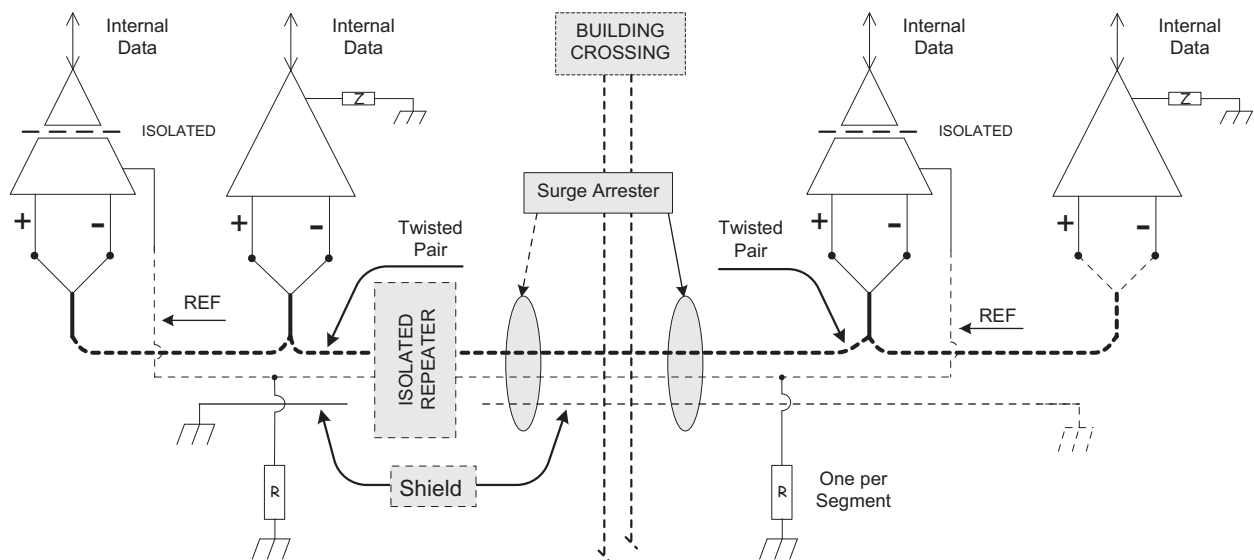 Internal
Data
Internal
Data
BUILDING
CROSSING
Internal
Data
Internal
Data
Z
Z
ISOLATED
ISOLATED
Surge Arrester
+
-
+
-
+
-
+
-
Twisted
Pair
Twisted
Pair
REF
REF
ISOLATED
REPEATER
Shield
R
R
One per
Segment